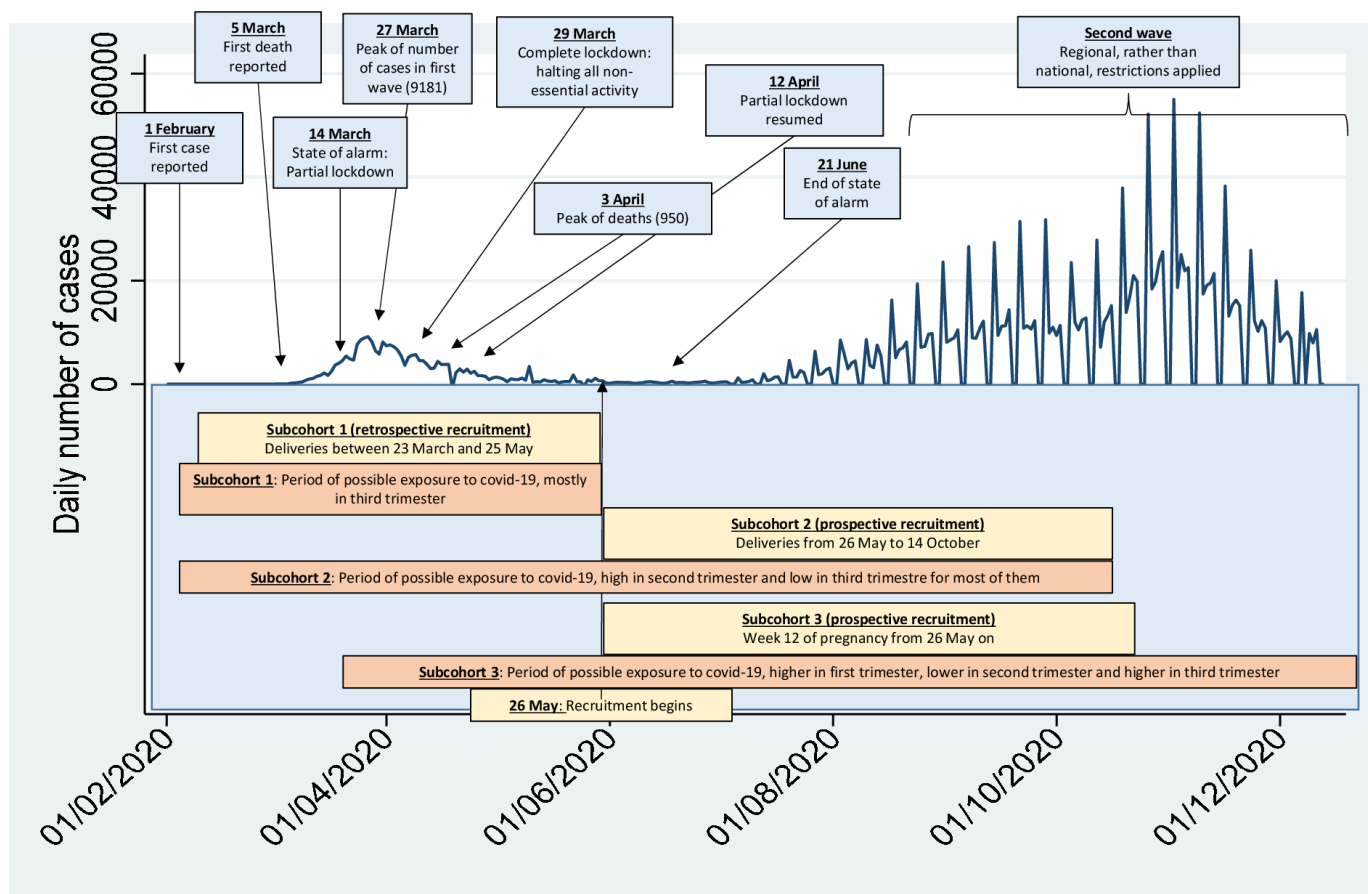 5 March
First death
reported
27 March
Peak of number
of cases in first
wave (9181)
29 March
Complete lockdown:
halting all non-
essential activity
Second wave
Regional, rather than
national, restrictions applied
12 April
Partial lockdown
resumed
1 February
First case
reported
14 March
State of alarm:
Partial lockdown
21 June
End of state
of alarm
3 April
Peak of deaths (950)
Daily number of cases
60000
40000
20000
0
Subcohort 1 (retrospective recruitment)
Deliveries between 23 March and 25 May
Subcohort 1: Period of possible exposure to covid-19, mostly
in third trimester
Subcohort 2 (prospective recruitment)
Deliveries from 26 May to 14 October
Subcohort 2: Period of possible exposure to covid-19, high in second trimester and low in third trimestre for most of them
Subcohort 3 (prospective recruitment)
Week 12 of pregnancy from 26 May on
Subcohort 3: Period of possible exposure to covid-19, higher in first trimester, lower in second trimester and higher in third trimester
26 May: Recruitment begins
01/02/2020
01/04/2020
01/06/2020
01/08/2020
01/10/2020
01/12/2020